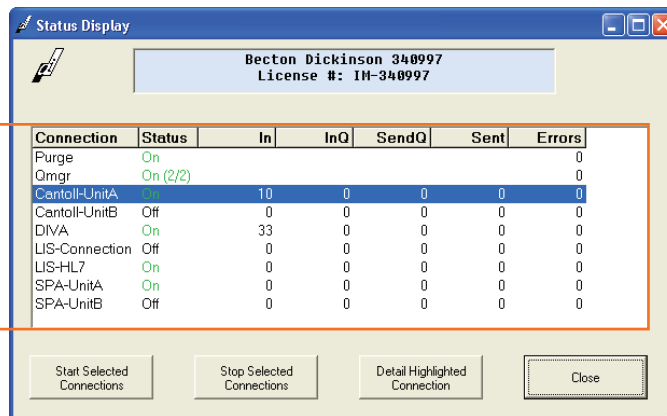 Status Display
Becton Dickinson 340997
License #: IM-340997
Connection Status In InQ SendQ Sent Errors
Purge On 0
Qmgr On (2/2) 0
CantoII-UnitA On 10 0 0 0 0
CantoII-UnitB Off 0 0 0 0 0
DIVA On 33 0 0 0 0
LIS-Connection Off 0 0 0 0 0
LIS-HL7 On 0 0 0 0 0
SPA-UnitA On 0 0 0 0 0
SPA-UnitB Off 0 0 0 0 0
Start Selected
Connections
Stop Selected
Connections
Detail Highlighted
Connection
Close